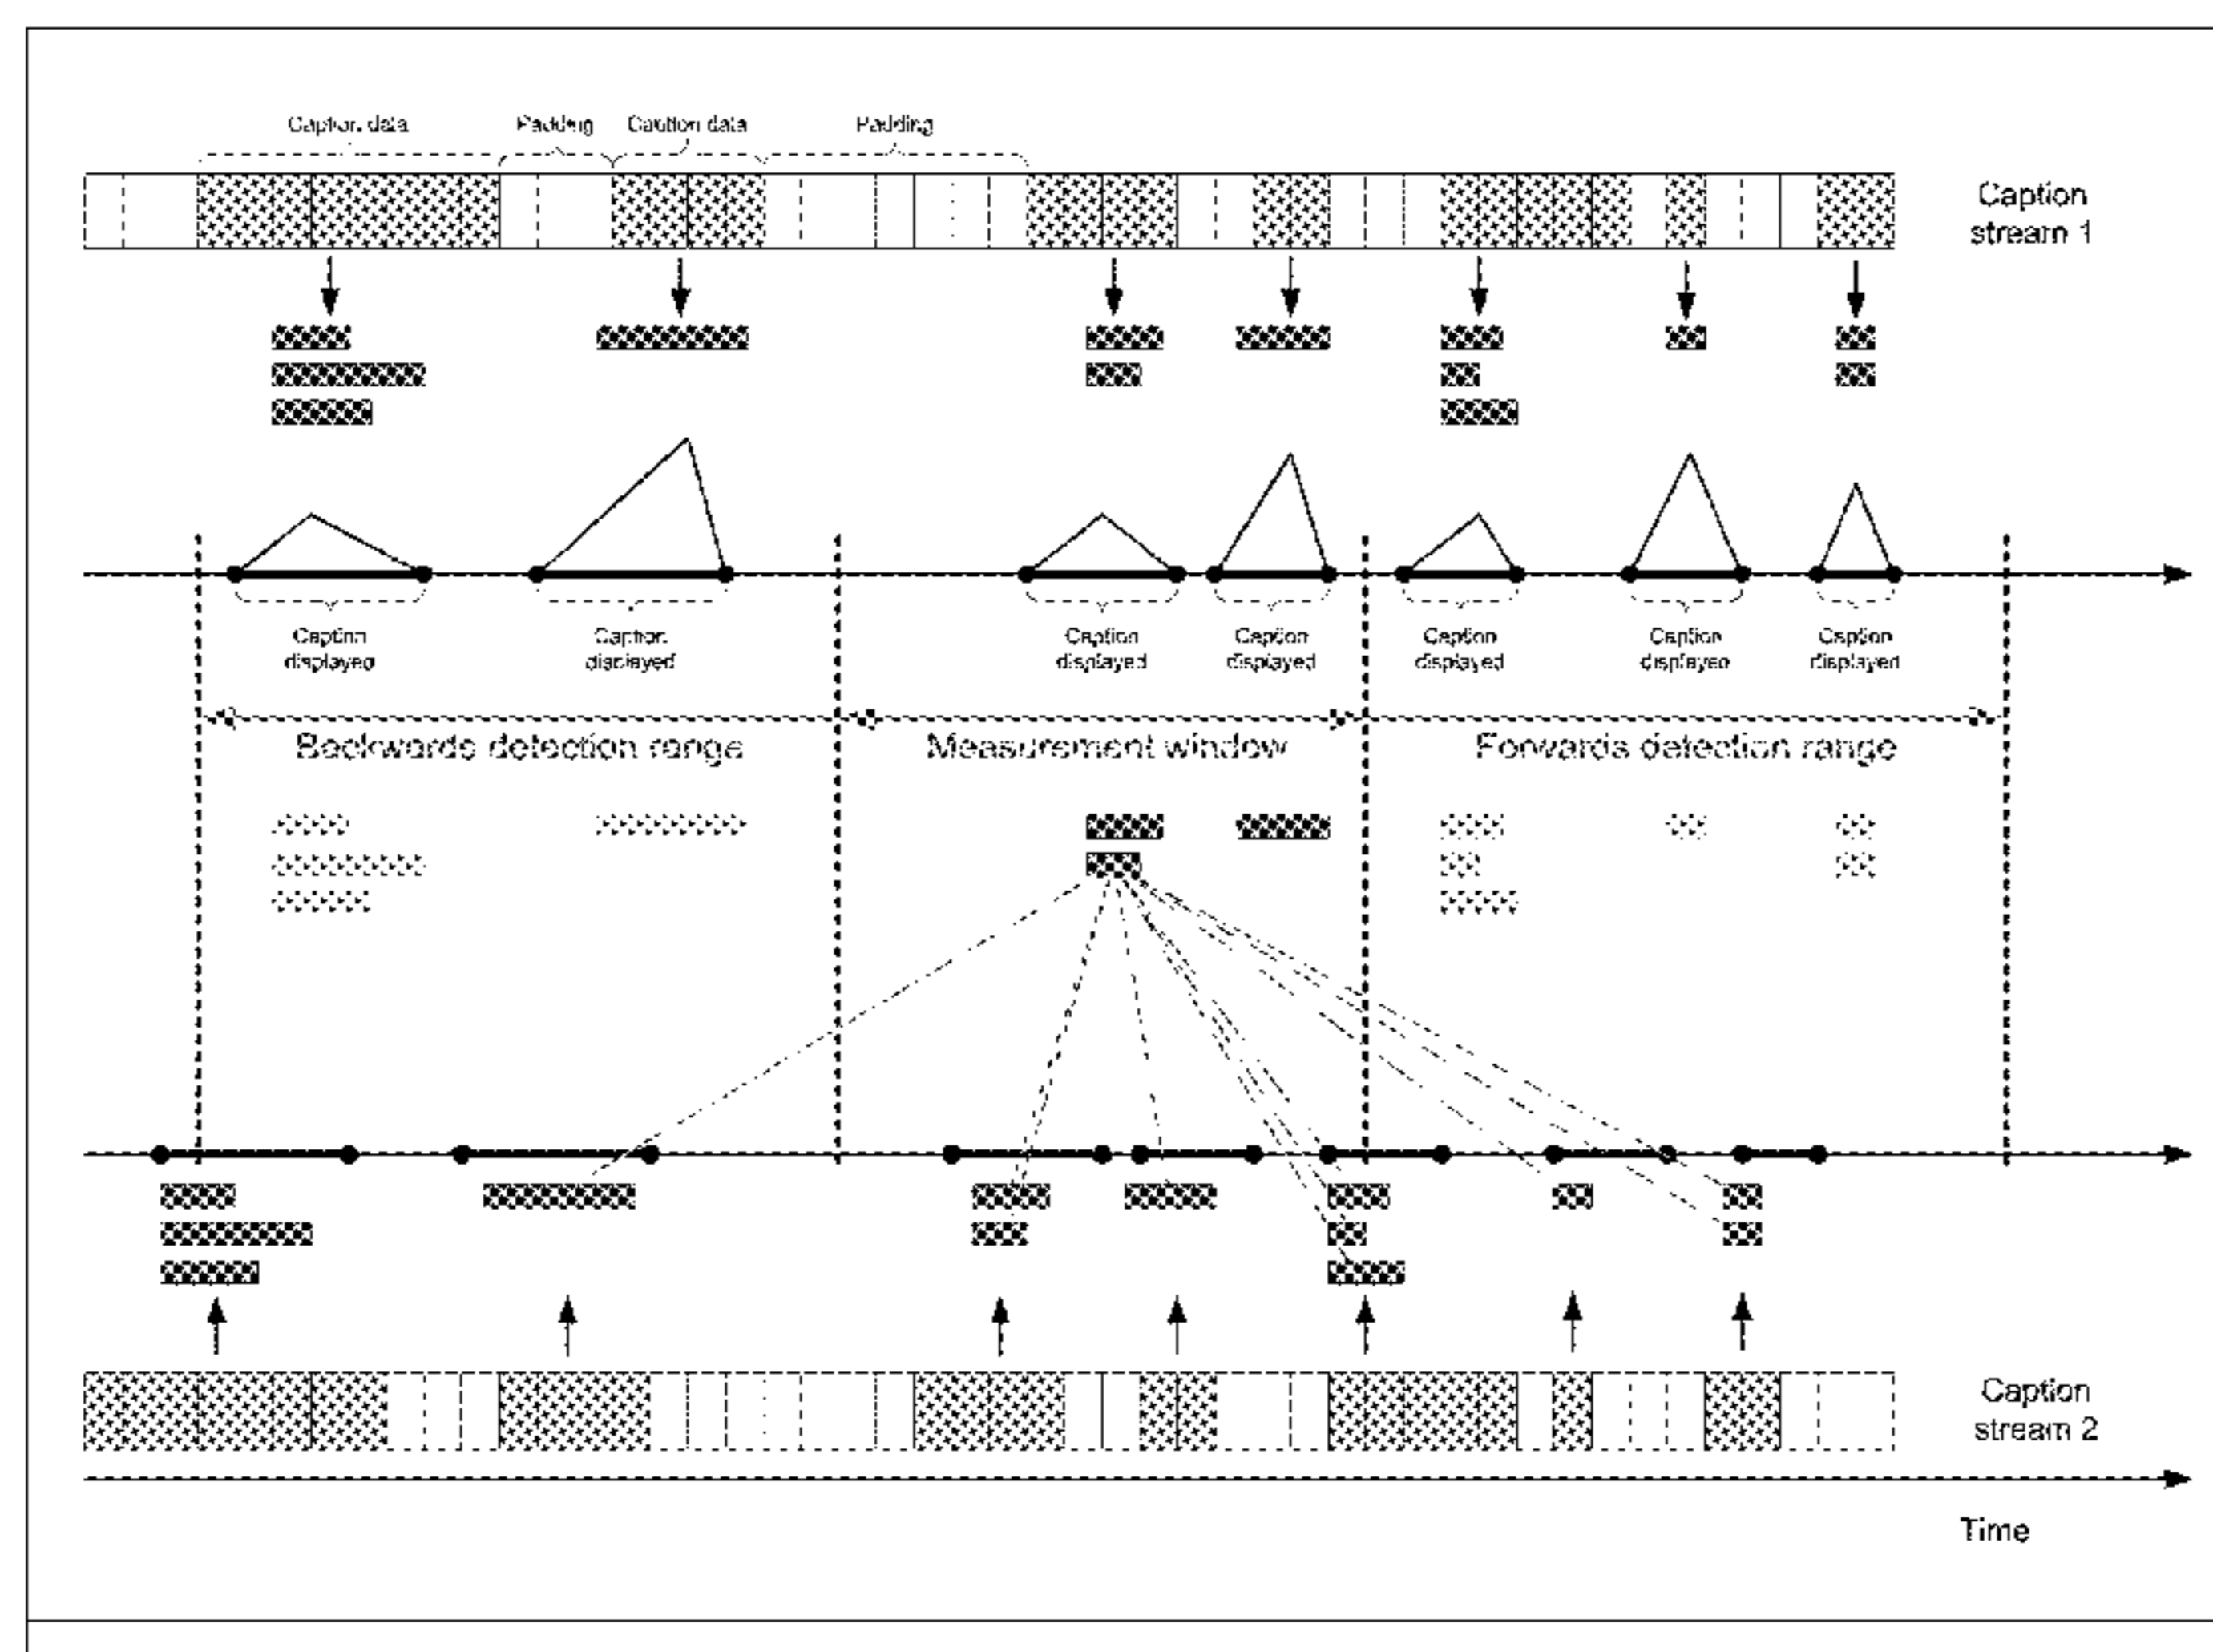 Caption data
Padding
Caption data
Padding
Caption
stream 1
Caption
displayed
Caption
displayed
Caption
displayed
Caption
displayed
Caption
displayed
Caption
displayed
Caption
displayed
Backwards detection range
Measurement window
Forwards detection range
Caption
stream 2
Time